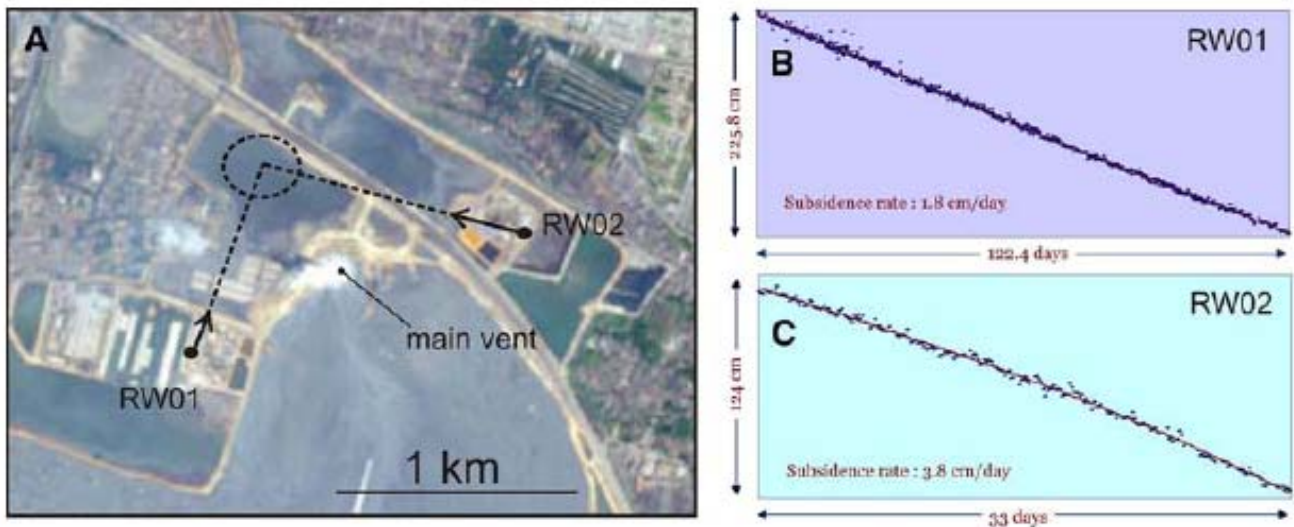 A
RW02
main vent
RW01
1 km
B
RW01
225.8 cm
Subsidence rate : 1.8 cm/day
122.4 days
C
RW02
124 cm
Subsidence rate : 3.8 cm/day
33 days